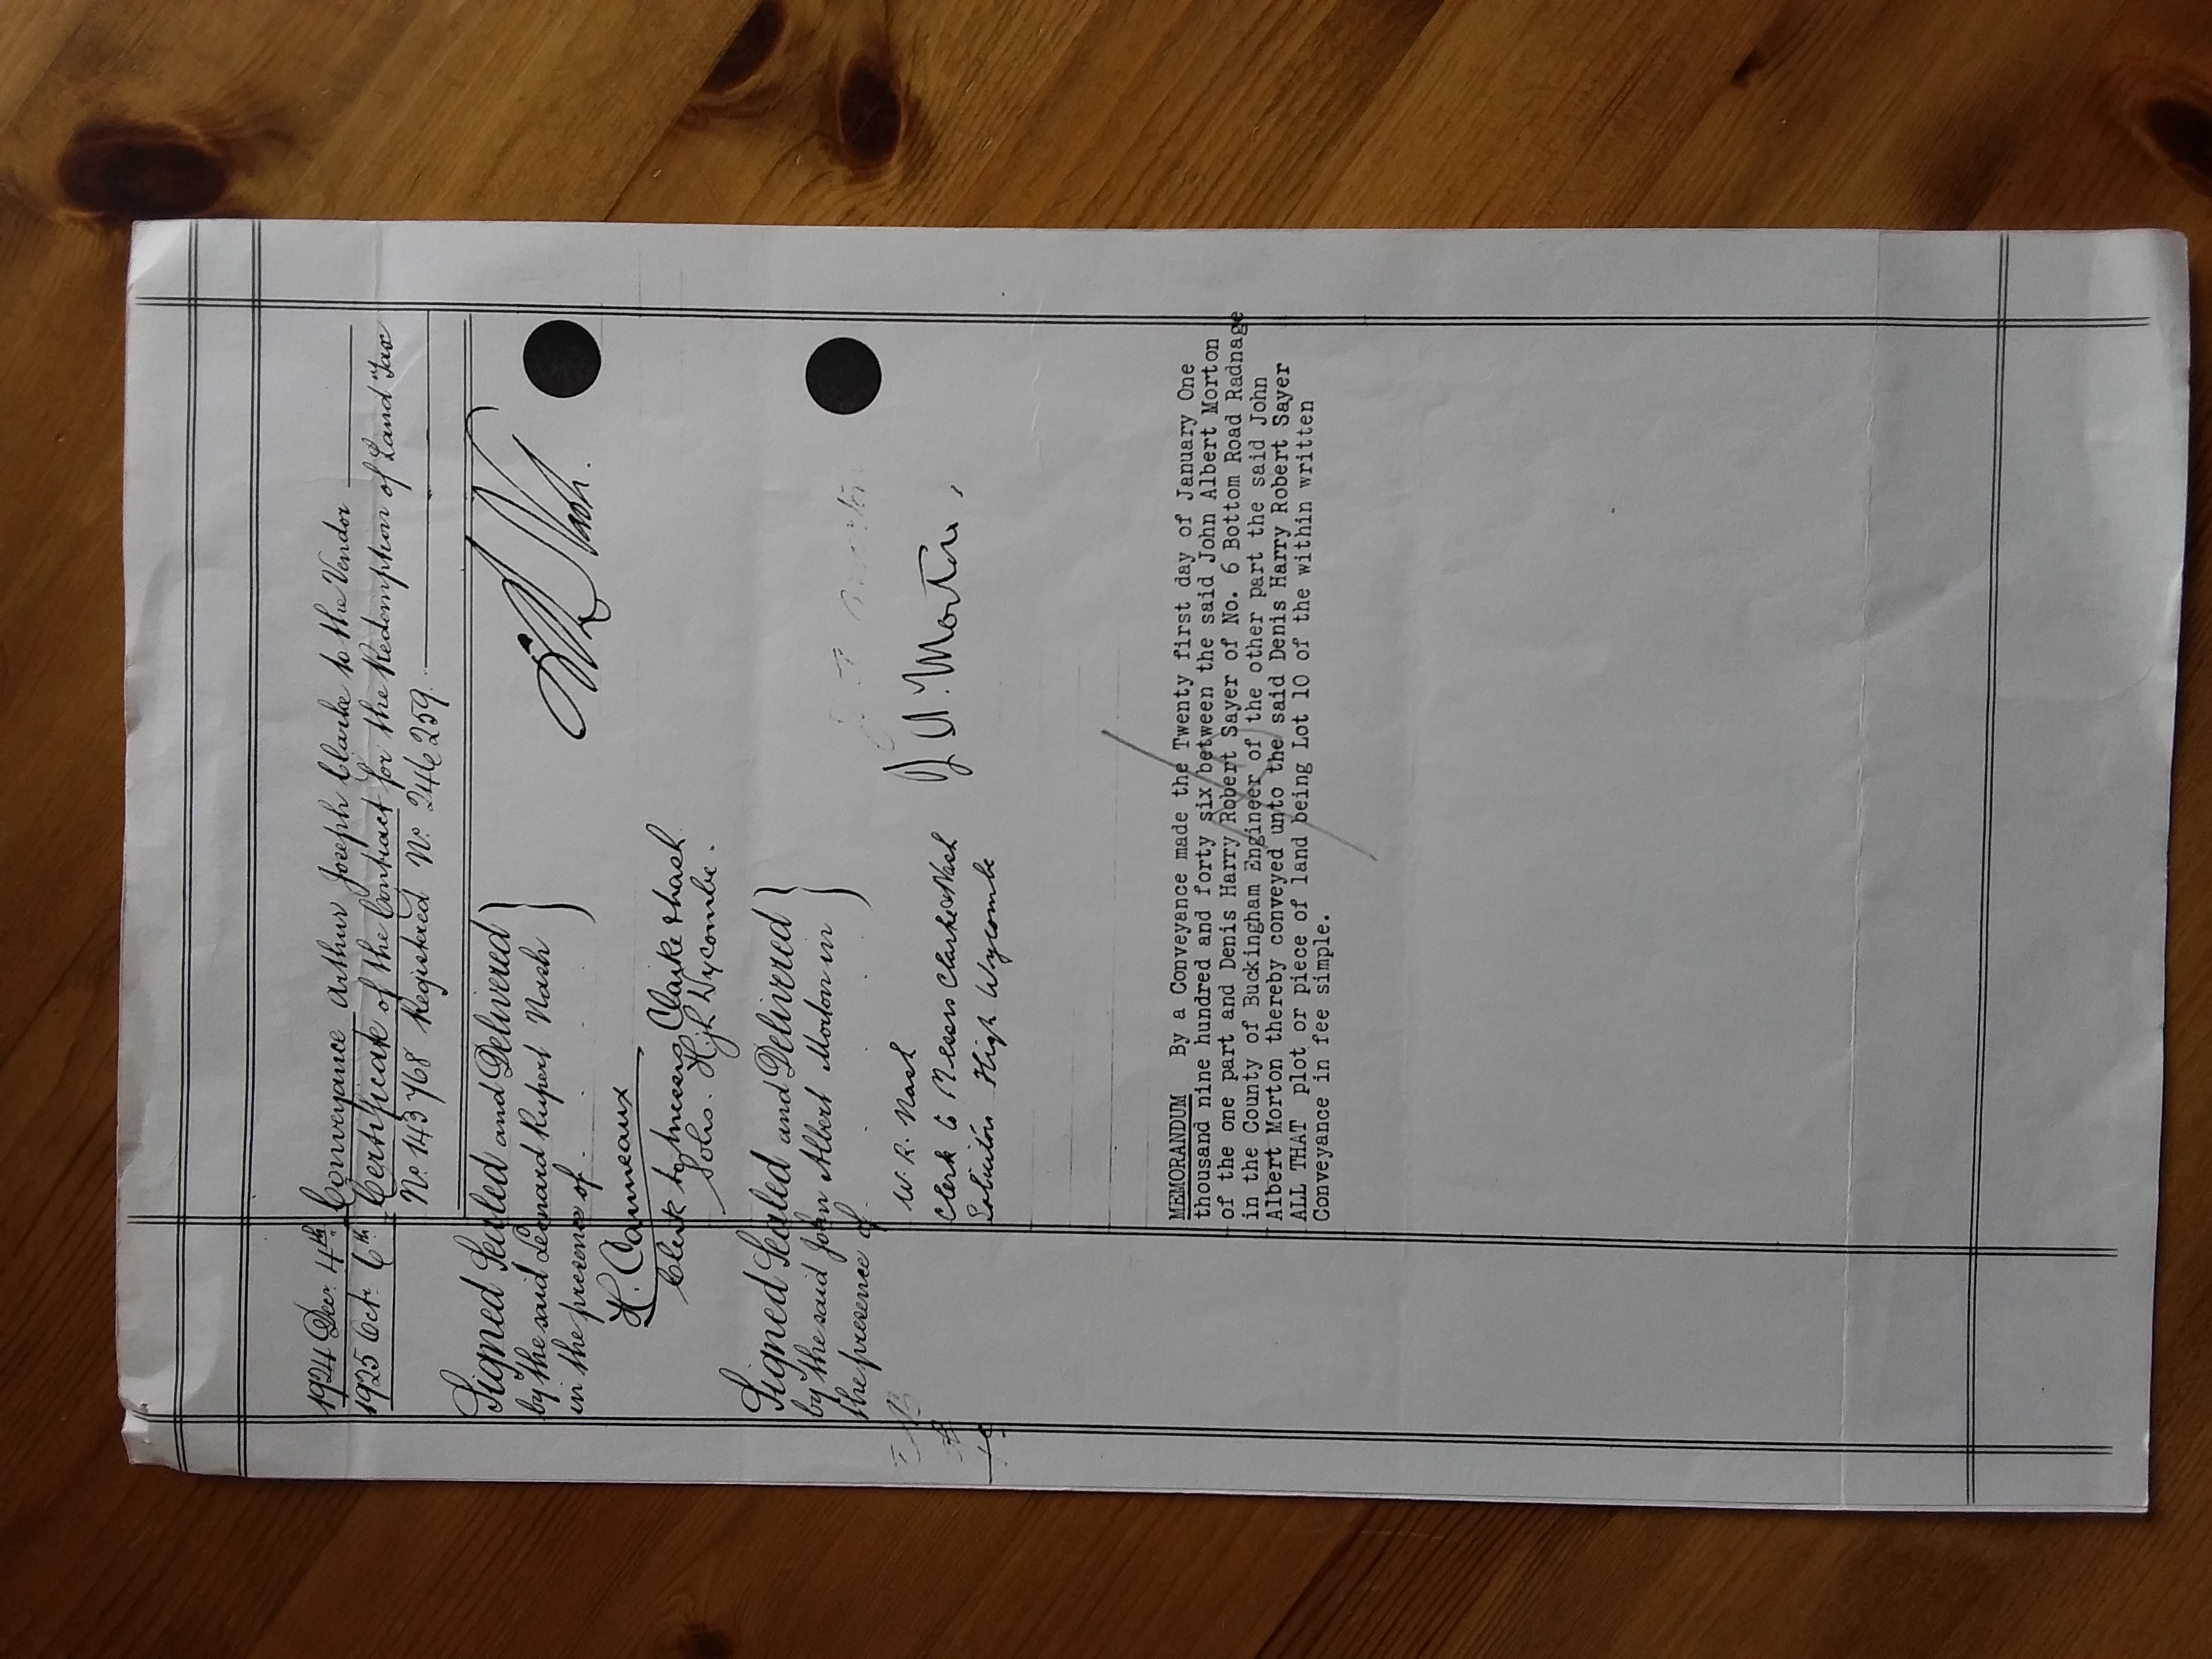 1924 Dec. 4th Conveyance Arthur Joseph Clarke to the Vendor
1925 Oct. 6th Certificate of the Contract for the Redemption of Land Tax
No. 143768 Registered No. 246259.
Signed Sealed and Delivered
by the said Leonard Rupert Nash
in the presence of
Nash.
Clerk to Messrs Clarke & Nash
Solrs. High Wycombe.
Signed Sealed and Delivered
by the said John Albert Morton in
the presence of
W. R. Nash
Clerk to Messrs Clarke & Nash
Solicitors High Wycombe
J A. Morton
MEMORANDUM By a Conveyance made the Twenty first day of January One
thousand nine hundred and forty six between the said John Albert Morton
of the one part and Denis Harry Robert Sayer of No. 6 Bottom Road Radnage
in the County of Buckingham Engineer of the other part the said John
Albert Morton thereby conveyed unto the said Denis Harry Robert Sayer
ALL THAT plot or piece of land being Lot 10 of the within written
Conveyance in fee simple.